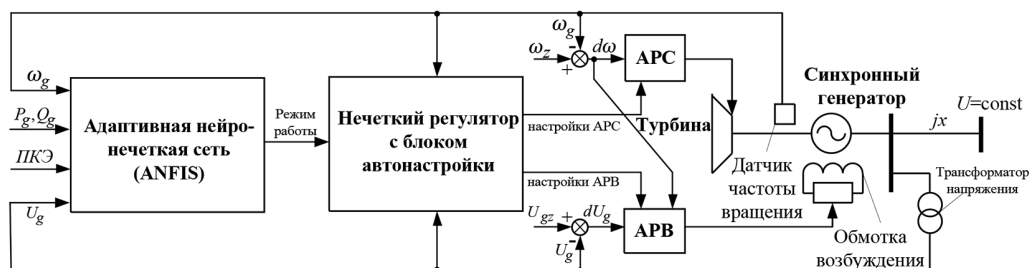 ω_g
P_g, Q_g
ПКЭ
U_g
Адаптивная нейро-
нечеткая сеть
(ANFIS)
Режим
работы
Нечеткий регулятор
с блоком
автонастройки
настройки АРС
настройки АРВ
ω_g
ω_z
-
+
dω
АРС
U_gz
+
dU_g
U_g
-
АРВ
Турбина
Датчик
частоты
вращения
Синхронный
генератор
U=const
jx
Трансформатор
напряжения
Обмотка
возбуждения